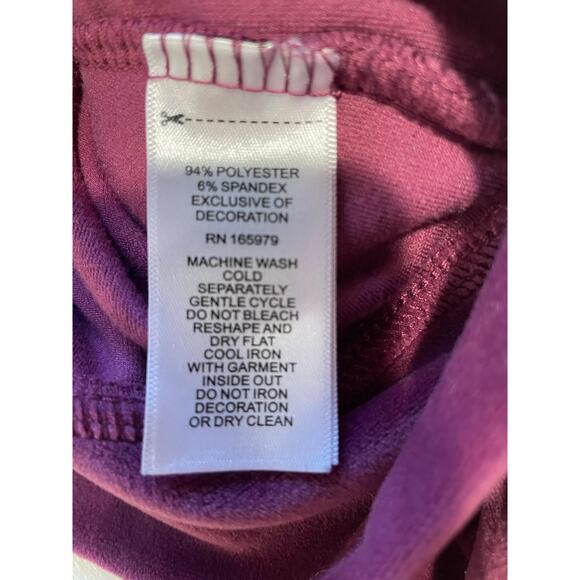 94% POLYESTER
6% SPANDEX
EXCLUSIVE OF
DECORATION
RN 165979
MACHINE WASH
COLD
SEPARATELY
GENTLE CYCLE
DO NOT BLEACH
RESHAPE AND
DRY FLAT
COOL IRON
WITH GARMENT
INSIDE OUT
DO NOT IRON
DECORATION
OR DRY CLEAN